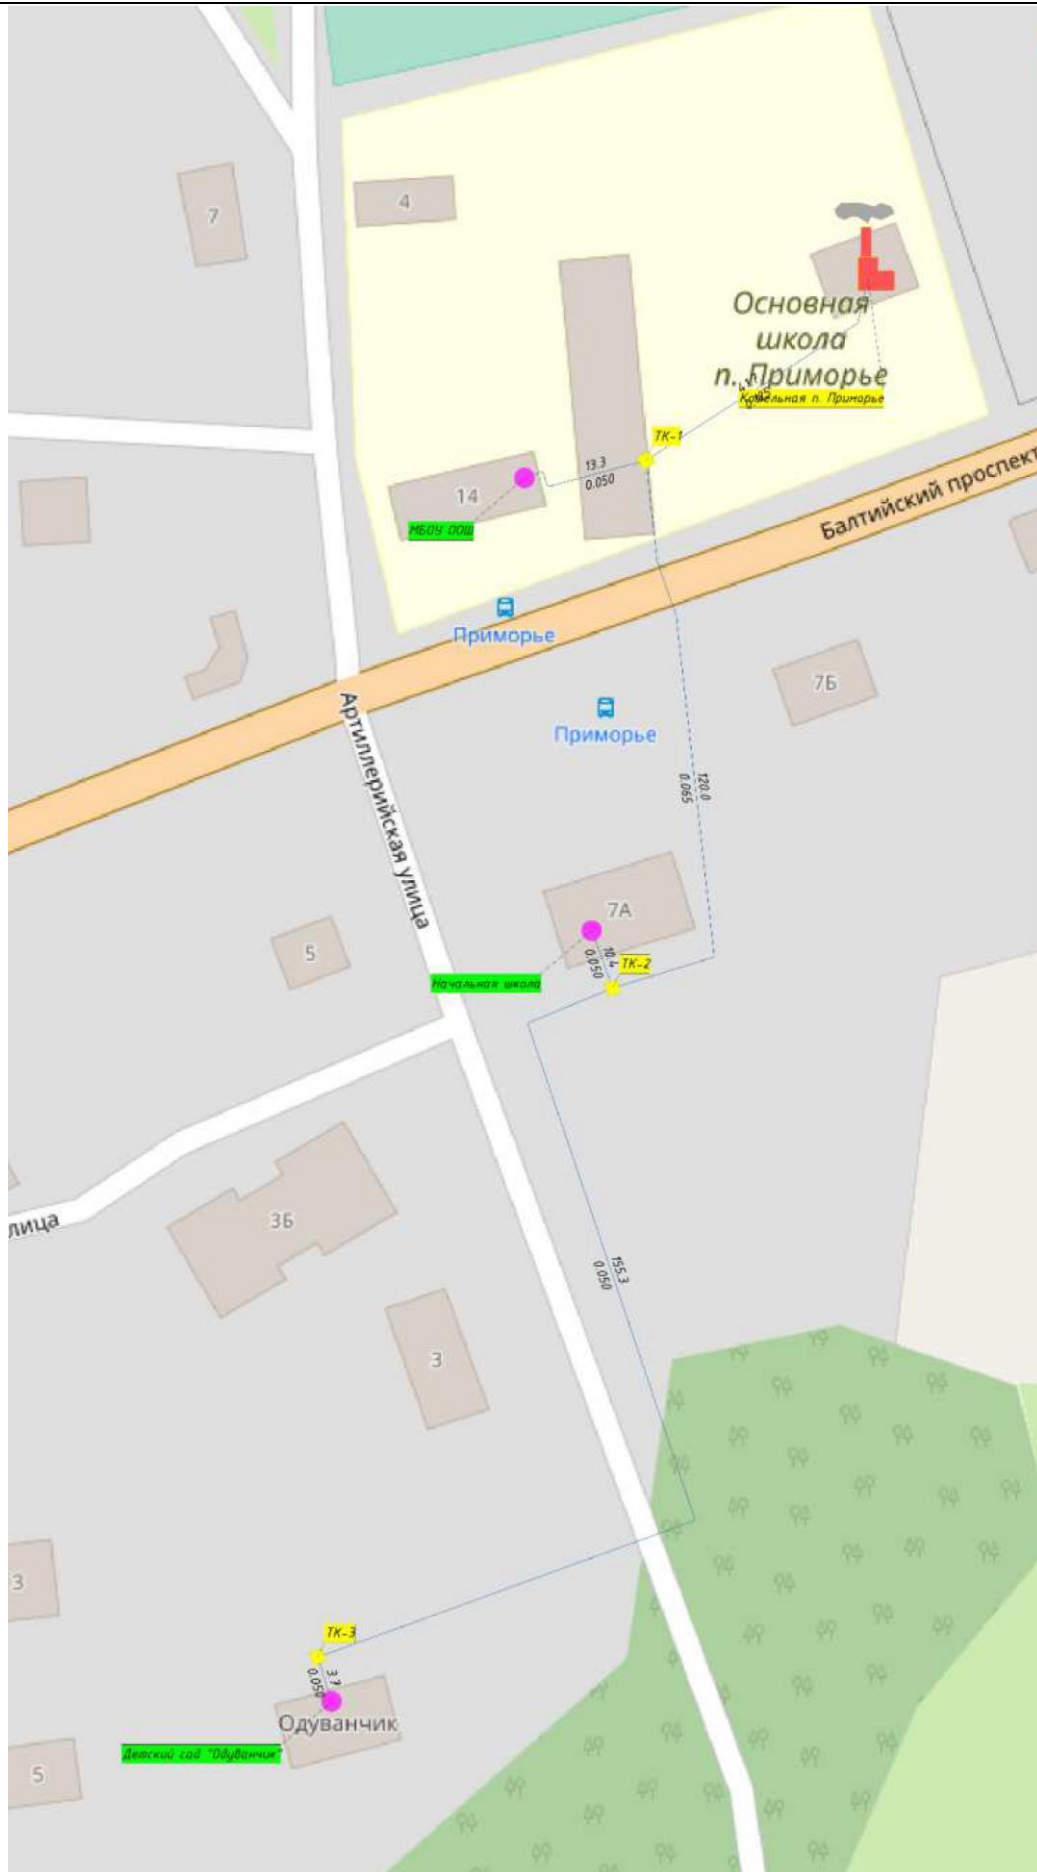 7
4
Основная
школа
п. Приморье
Котельная п. Приморье
ТК-1
13.3
0.050
14
МБОУ ООШ
Балтийский проспект
Приморье
7Б
Приморье
Артиллерийская улица
120.0
0.065
7А
5
10.4
0.050
ТК-2
Начальная школа
3Б
лица
155.3
0.050
3
3
ТК-3
3.7
0.050
Одуванчик
Детский сад "Одуванчик"
5